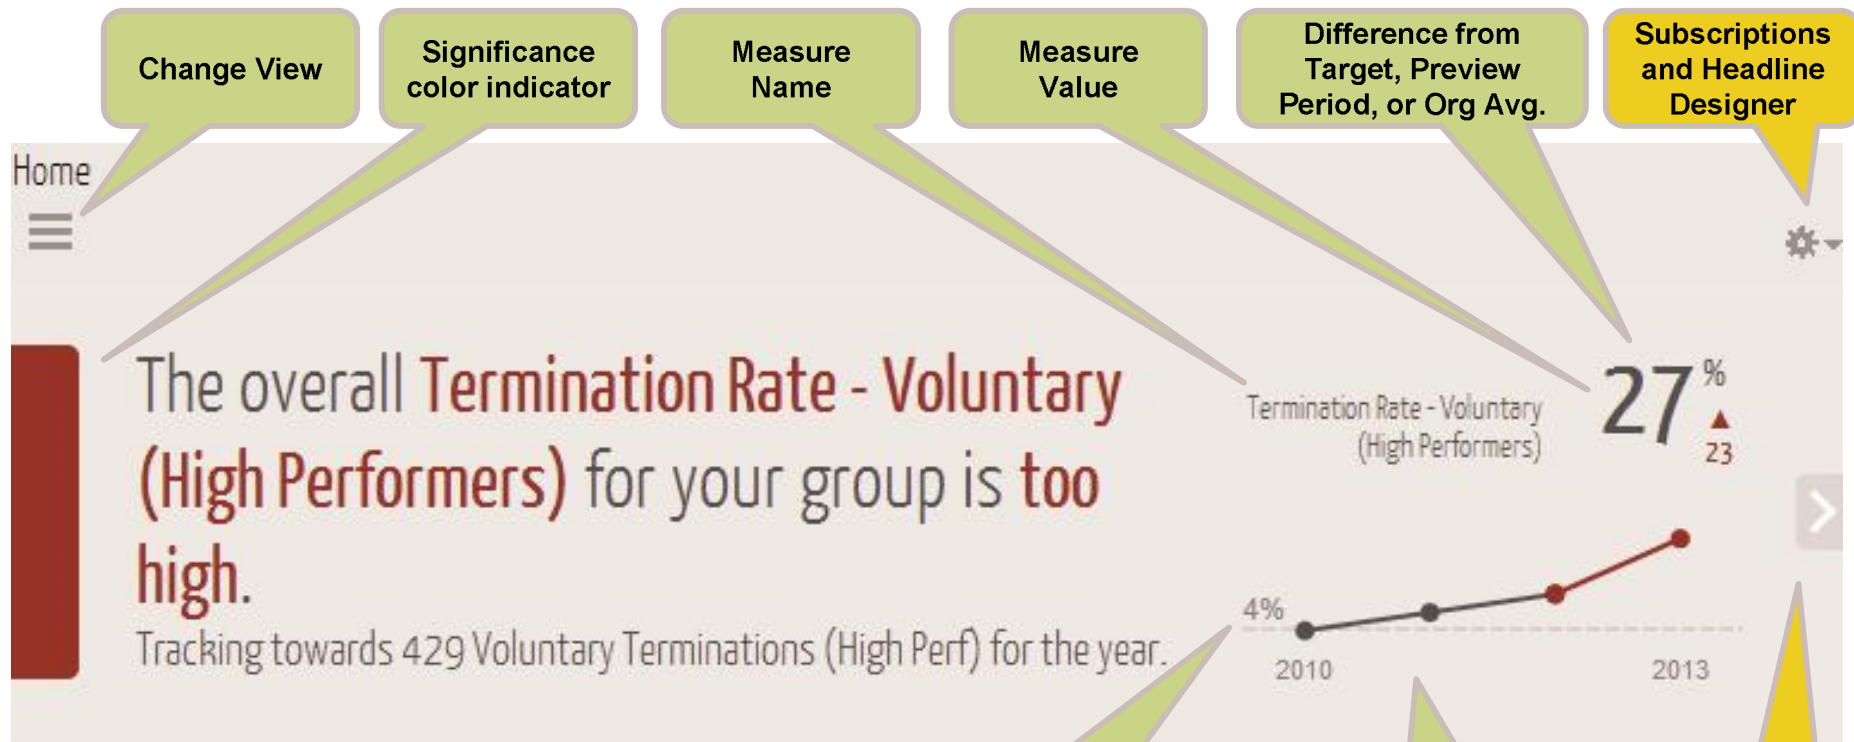 Change View
Significance
color indicator
Measure
Name
Measure
Value
Difference from
Target, Preview
Period, or Org Avg.
Subscriptions
and Headline
Designer
Home
The overall Termination Rate - Voluntary
(High Performers) for your group is too
high.
Tracking towards 429 Voluntary Terminations (High Perf) for the year.
Termination Rate - Voluntary
(High Performers)
27%
▲
23
4%
2010
2013